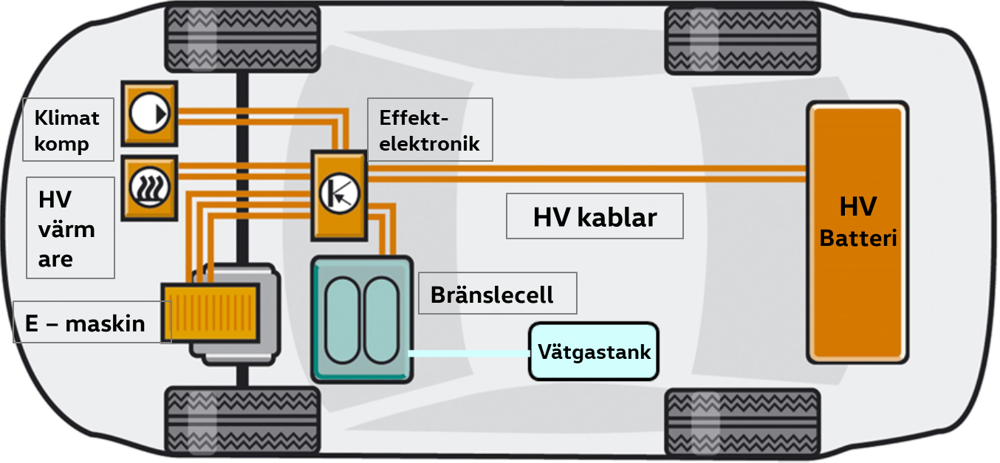 Klimat
komp
Effekt-
elektronik
HV
värm
are
HV kablar
HV
Batteri
E – maskin
Bränslecell
Vätgastank